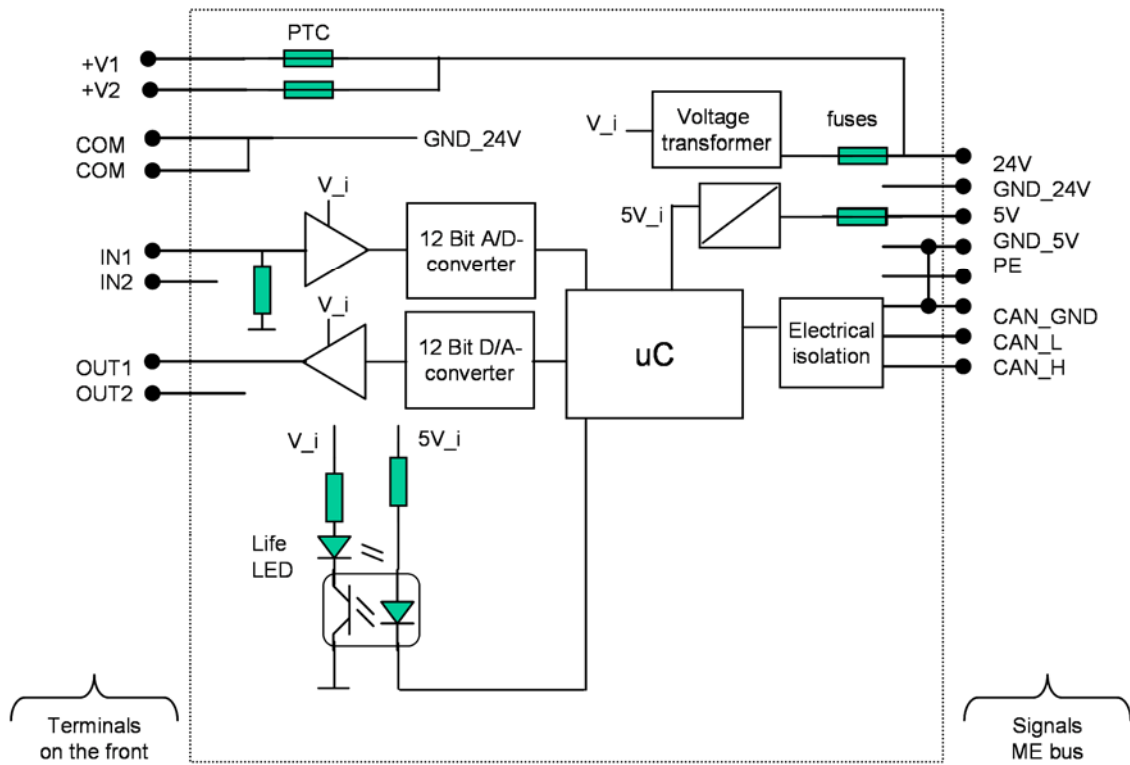 PTC
+V1
+V2
COM
COM
GND_24V
V_i
Voltage
transformer
fuses
24V
GND_24V
5V
GND_5V
PE
CAN_GND
CAN_L
CAN_H
5V_i
V_i
12 Bit A/D-
converter
IN1
IN2
V_i
12 Bit D/A-
converter
uC
Electrical
isolation
OUT1
OUT2
V_i
5V_i
Life
LED
Terminals
on the front
Signals
ME bus